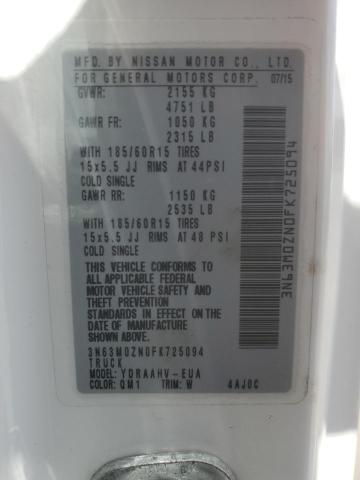 MFD. BY NISSAN MOTOR CO., LTD.
FOR GENERAL MOTORS CORP. 07/15
GVWR: 2155 KG
4751 LB
GAWR FR: 1050 KG
2315 LB
WITH 185/60R15 TIRES
15x5.5 JJ RIMS AT 44PSI
COLD SINGLE
GAWR RR: 1150 KG
2535 LB
WITH 185/60R15 TIRES
15x5.5 JJ RIMS AT 48 PSI
COLD SINGLE
THIS VEHICLE CONFORMS TO
ALL APPLICABLE FEDERAL
MOTOR VEHICLE SAFETY AND
THEFT PREVENTION STANDARDS
IN EFFECT ON THE DATE OF
MANUFACTURE SHOWN ABOVE.
3N63M0ZN0FK725094
TRUCK
MODEL: YDRAAHV-EUA
COLOR: QM1 TRIM: W 4AJ0C
3N63M0ZN0FK725094